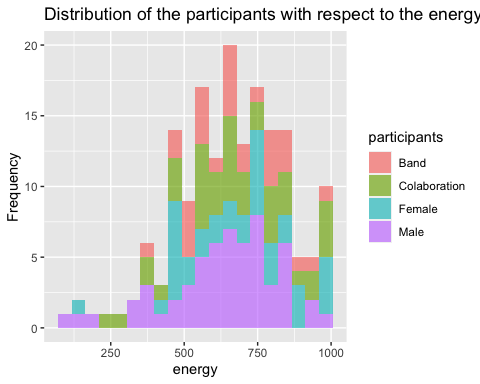 Distribution of the participants with respect to the energy
20
15
10
5
0
Frequency
250
500
750
1000
energy
participants
Band
Colaboration
Female
Male